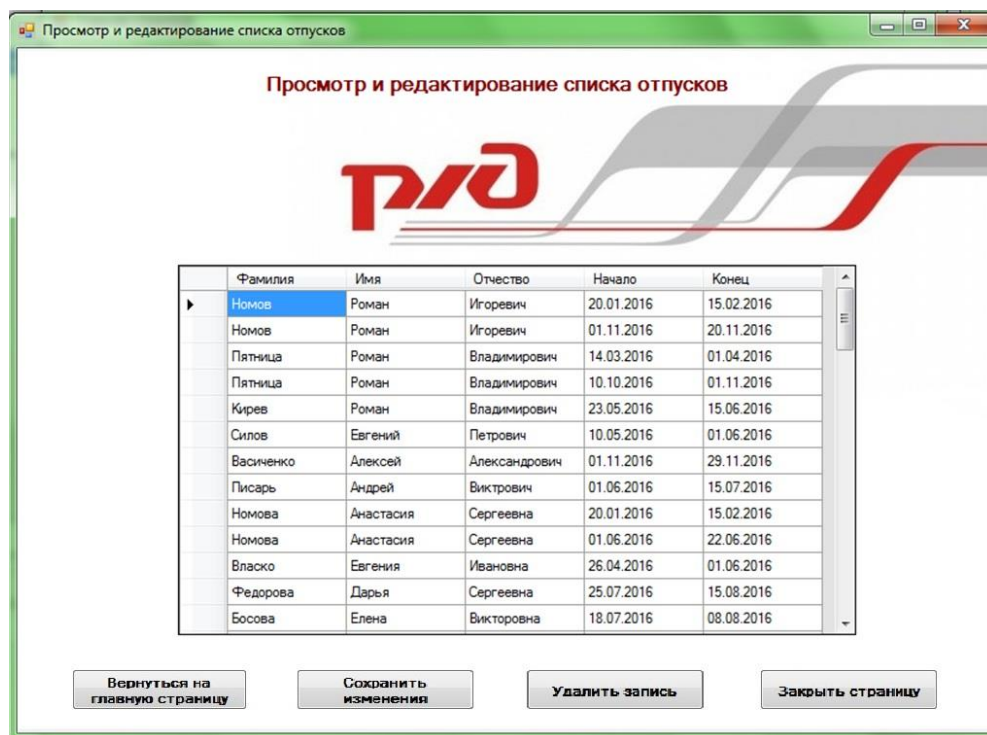 Просмотр и редактирование списка отпусков
Просмотр и редактирование списка отпусков
РЖД
Фамилия Имя Отчество Начало Конец
Номов Роман Игоревич 20.01.2016 15.02.2016
Номов Роман Игоревич 01.11.2016 20.11.2016
Пятница Роман Владимирович 14.03.2016 01.04.2016
Пятница Роман Владимирович 10.10.2016 01.11.2016
Кирев Роман Владимирович 23.05.2016 15.06.2016
Силов Евгений Петрович 10.05.2016 01.06.2016
Васиченко Алексей Александрович 01.11.2016 29.11.2016
Писарь Андрей Виктрович 01.06.2016 15.07.2016
Номова Анастасия Сергеевна 20.01.2016 15.02.2016
Номова Анастасия Сергеевна 01.06.2016 22.06.2016
Власко Евгения Ивановна 26.04.2016 01.06.2016
Федорова Дарья Сергеевна 25.07.2016 15.08.2016
Босова Елена Викторовна 18.07.2016 08.08.2016
Вернуться на
главную страницу
Сохранить
изменения
Удалить запись
Закрыть страницу